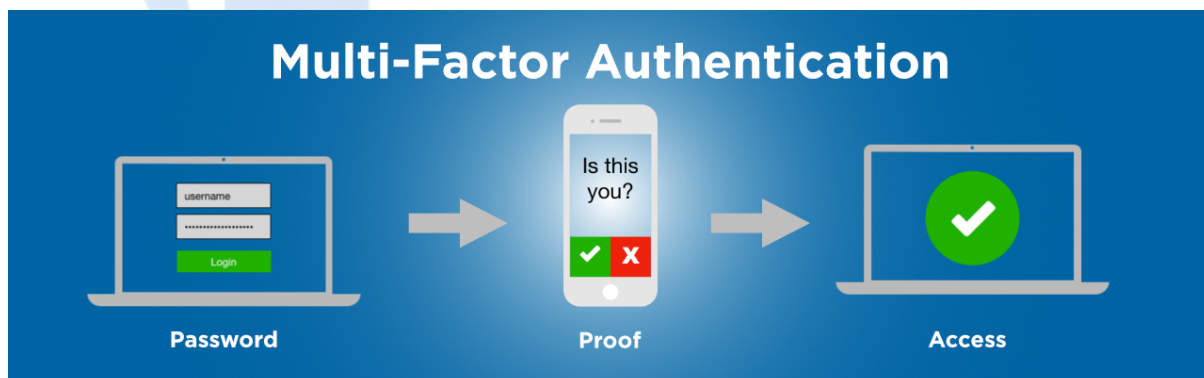 Multi-Factor Authentication
username
Login
Is this
you?
X
Password
Proof
Access